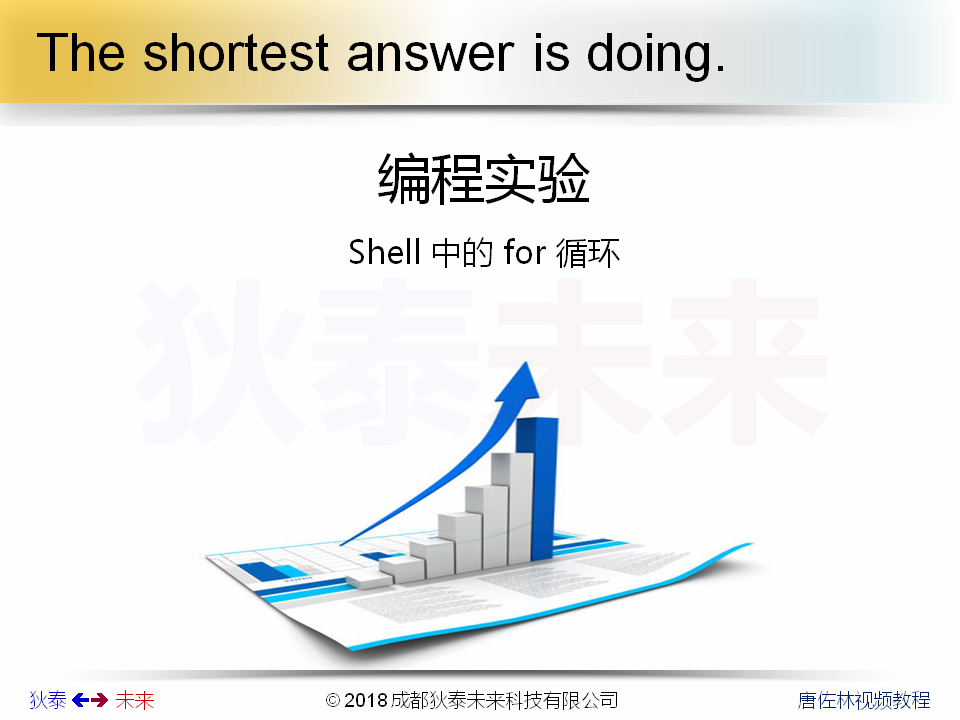 The shortest answer is doing.
编程实验
Shell 中的 for 循环
狄泰未来
2009
狄泰 未来
© 2018 成都狄泰未来科技有限公司
唐佐林视频教程